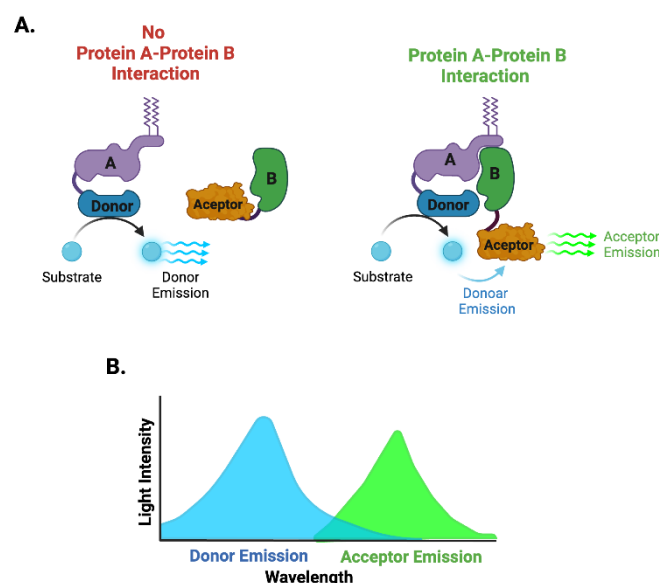 A.
No
Protein A-Protein B
Interaction
Protein A-Protein B
Interaction
A
B
Donor
Aceptor
Substrate
Donor
Emission
A
B
Donor
Aceptor
Acceptor
Emission
Substrate
Donoar
Emission
B.
Light Intensity
Donor Emission
Acceptor Emission
Wavelength